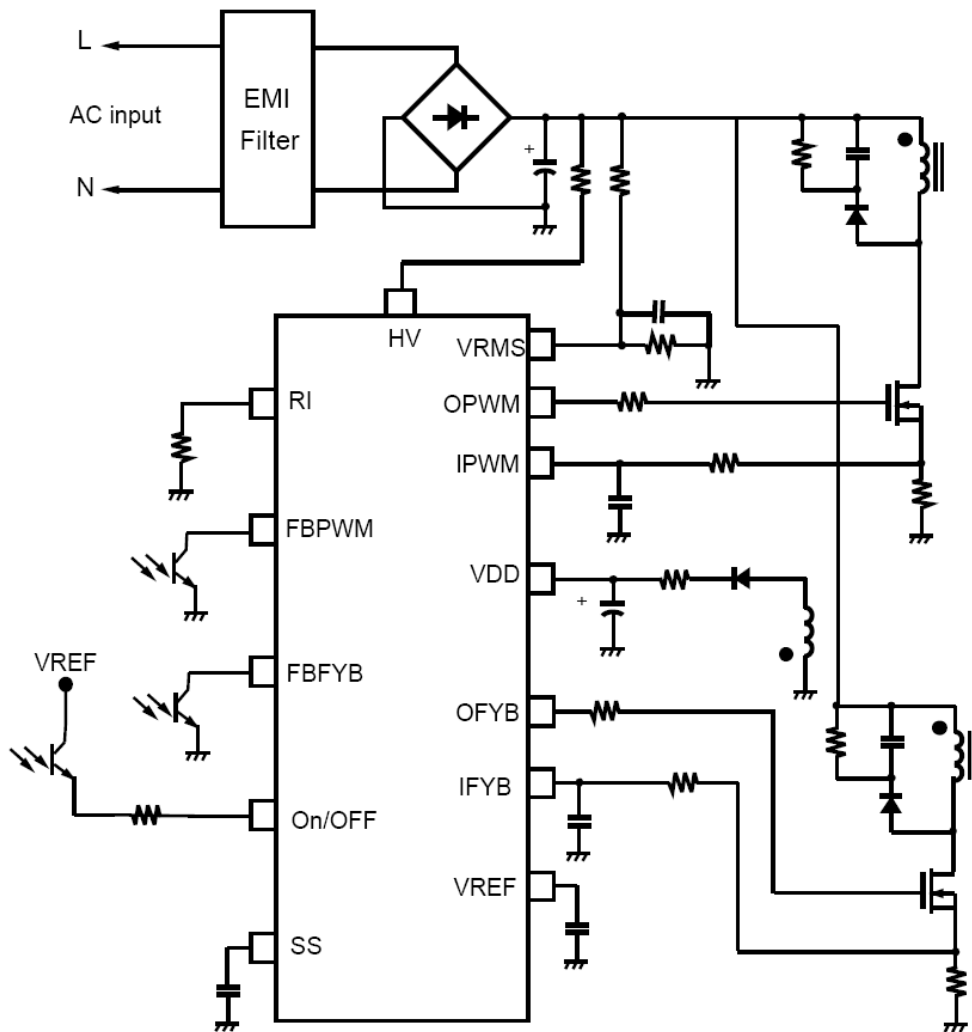 L
EMI
Filter
AC input
N
+
HV
VRMS
RI
OPWM
IPWM
FBPWM
VDD
+
VREF
FBFYB
OFYB
IFYB
On/OFF
VREF
SS